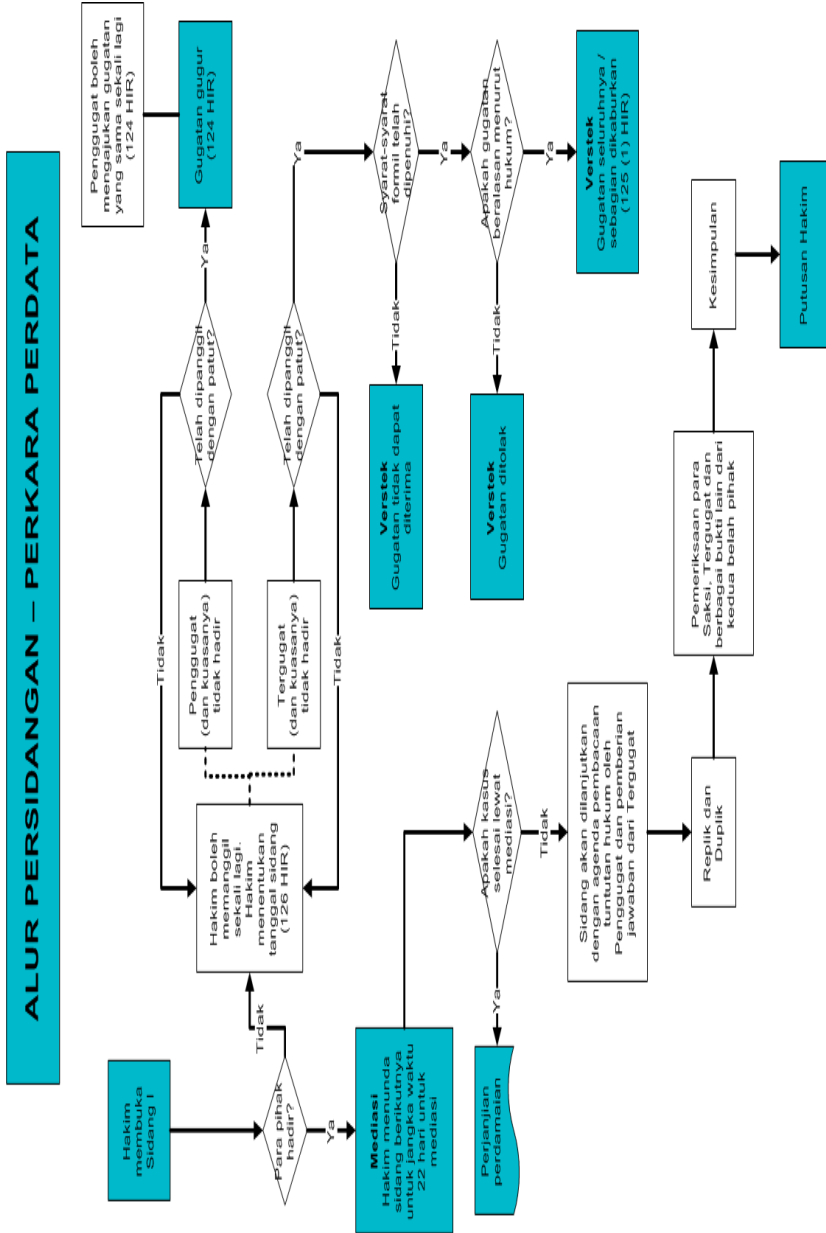 ALUR PERSIDANGAN – PERKARA PERDATA
Hakim
membuka
Sidang I
Para pihak
hadir?
Tidak
Ya
Hakim boleh
memanggil
sekali lagi.
Hakim
menentukan
tanggal sidang
(126 HIR)
Penggugat
(dan kuasanya)
tidak hadir
Telah dipanggil
dengan patut?
Tidak
Ya
Gugatan gugur
(124 HIR)
Penggugat boleh
mengajukan gugatan
yang sama sekali lagi
(124 HIR)
Tergugat
(dan kuasanya)
tidak hadir
Telah dipanggil
dengan patut?
Tidak
Ya
Syarat-syarat
formil telah
dipenuhi?
Tidak
Ya
Verstek
Gugatan tidak dapat
diterima
Apakah gugatan
beralasan menurut
hukum?
Tidak
Ya
Verstek
Gugatan ditolak
Verstek
Gugatan seluruhnya /
sebagian dikaburkan
(125 (1) HIR)
Mediasi
Hakim menunda
sidang berikutnya
untuk jangka waktu
22 hari untuk
mediasi
Apakah kasus
selesai lewat
mediasi?
Ya
Tidak
Perjanjian
perdamaian
Sidang akan dilanjutkan
dengan agenda pembacaan
tuntutan hukum oleh
Penggugat dan pemberian
jawaban dari Tergugat
Replik dan
Duplik
Pemeriksaan para
Saksi, Tergugat dan
berbagai bukti lain dari
kedua belah pihak
Kesimpulan
Putusan Hakim